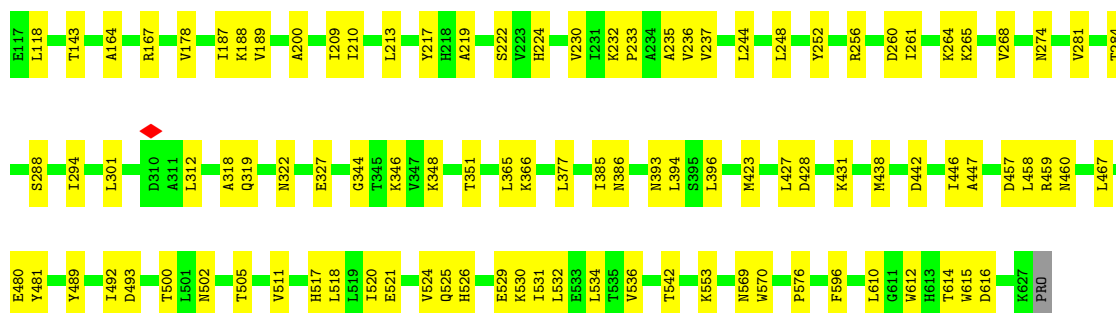 E117 L118 T143 A164 R167 V178 I187 K188 V189 A200 I209 I210 L213 Y217 H218 A219 S222 V223 H224 V230 I231 K232 P233 A234 A235 V236 V237 L244 L248 Y252 R256 D260 I261 K264 K265 V268 N274 V281 T284
S288 I294 L301 D310 A311 L312 A318 Q319 N322 E327 G344 T345 K346 V347 K348 T351 L365 K366 L377 I385 N386 N393 L394 S395 L396 M423 L427 D428 K431 M438 D442 I446 A447 D457 L458 R459 N460 L467
E480 Y481 Y489 I492 D493 T500 L501 N502 T505 V511 H517 L518 L519 I520 E521 V524 Q525 H526 E529 K530 I531 L532 E533 L534 T535 V536 T542 K553 N569 W570 P576 F596 L610 G611 W612 H613 T614 W615 D616 K627 PRO